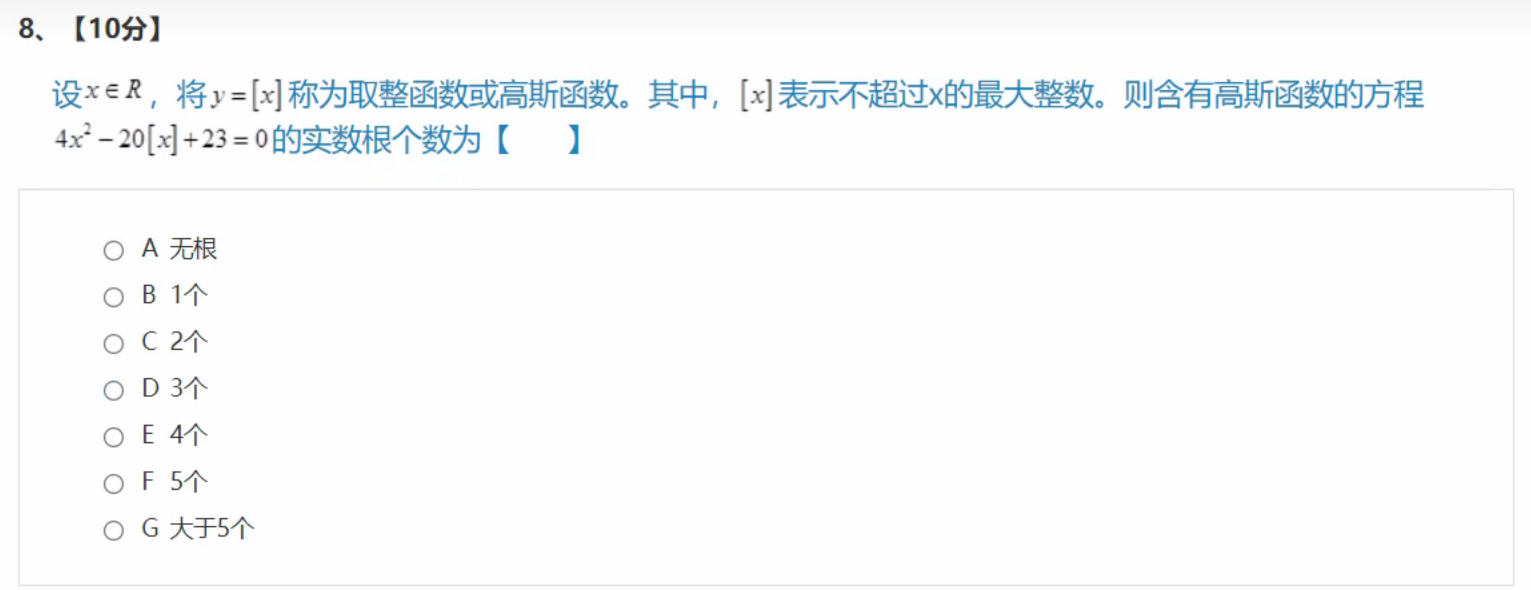 8、【10分】
设x∈R，将y=[x]称为取整函数或高斯函数。其中，[x]表示不超过x的最大整数。则含有高斯函数的方程
4x²−20[x]+23=0的实数根个数为【　　】
A 无根
B 1个
C 2个
D 3个
E 4个
F 5个
G 大于5个